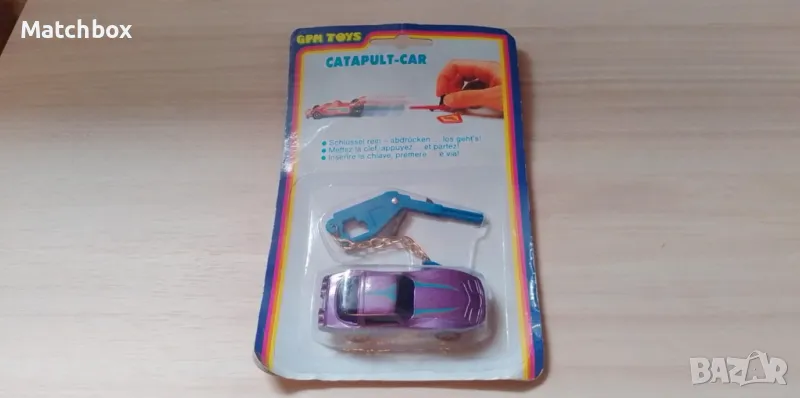 Matchbox
GPM TOYS
CATAPULT-CAR
• Schlüssel rein - abdrücken ... los geht's!
• Mettez la clef, appuyez ... et partez!
• Inserire la chiave, premere ... e via!
BAZAR